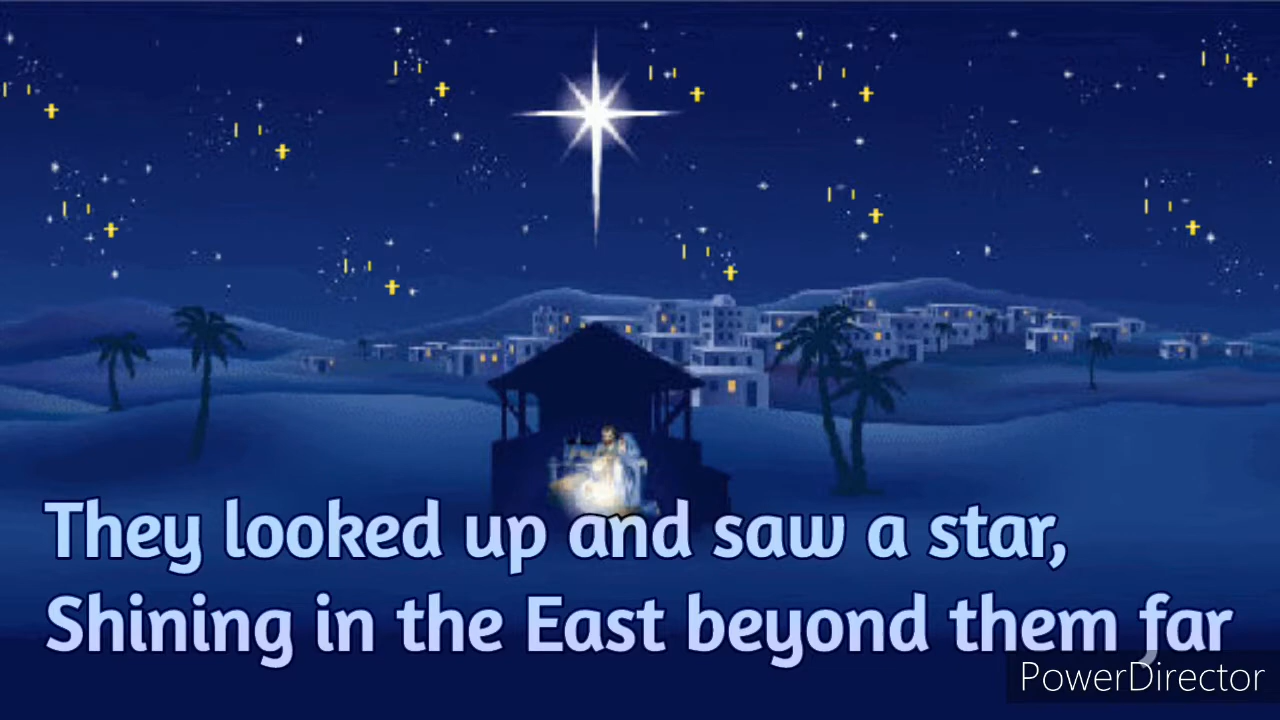 They looked up and saw a star,
Shining in the East beyond them far
PowerDirector